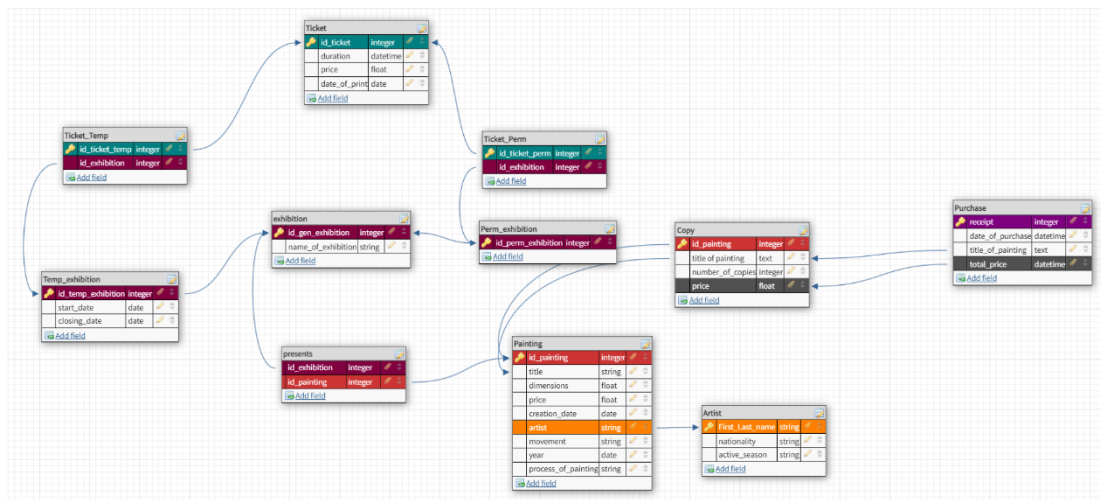 Ticket
id_ticket integer
duration datetime
price float
date_of_print date
Add field
Ticket_Temp
id_ticket_temp integer
id_exhibition integer
Add field
Ticket_Perm
id_ticket_perm integer
id_exhibition integer
Add field
exhibition
id_gen_exhibition integer
name_of_exhibition string
Add field
Perm_exhibition
id_perm_exhibition integer
Add field
Copy
id_painting integer
title of painting text
number_of_copies integer
price float
Add field
Purchase
receipt integer
date_of_purchase datetime
title_of_painting text
total_price datetime
Add field
Temp_exhibition
id_temp_exhibition integer
start_date date
closing_date date
Add field
presents
id_exhibition integer
id_painting integer
Add field
Painting
id_painting integer
title string
dimensions float
price float
creation_date date
artist string
movement string
year date
process_of_painting string
Add field
Artist
First_Last_name string
nationality string
active_season string
Add field